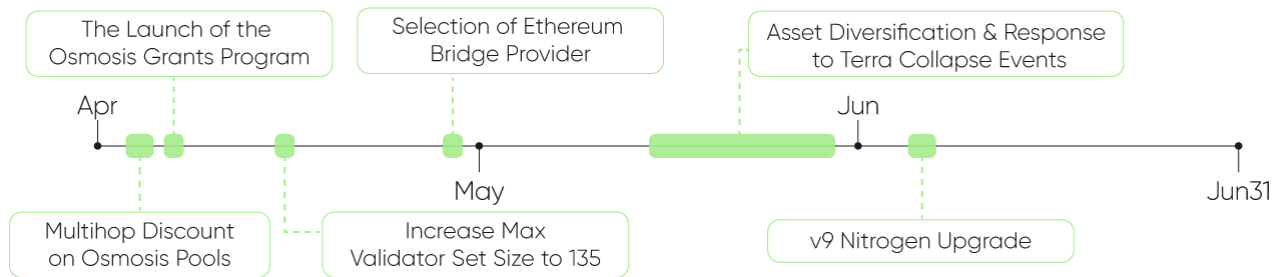 The Launch of the
Osmosis Grants Program
Selection of Ethereum
Bridge Provider
Asset Diversification & Response
to Terra Collapse Events
Apr
Jun
May
Jun31
Multihop Discount
on Osmosis Pools
Increase Max
Validator Set Size to 135
v9 Nitrogen Upgrade